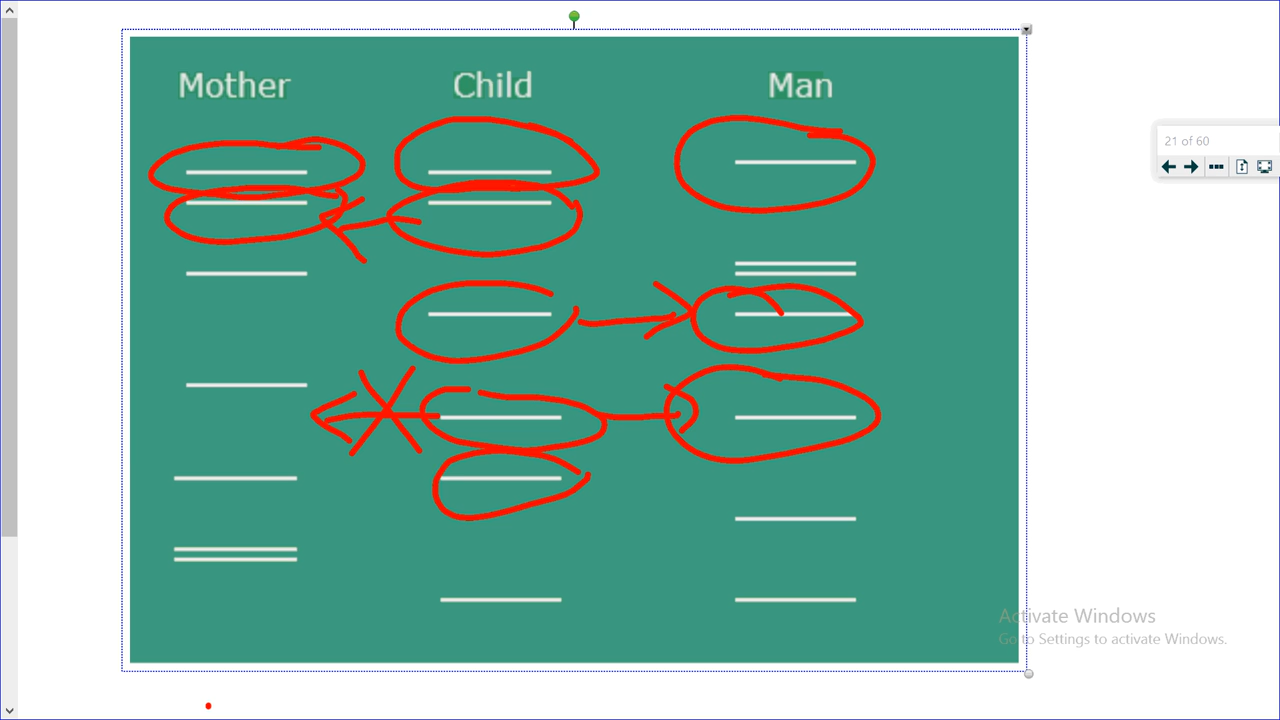 Mother Child Man
21 of 60
Activate Windows
Go to Settings to activate Windows.